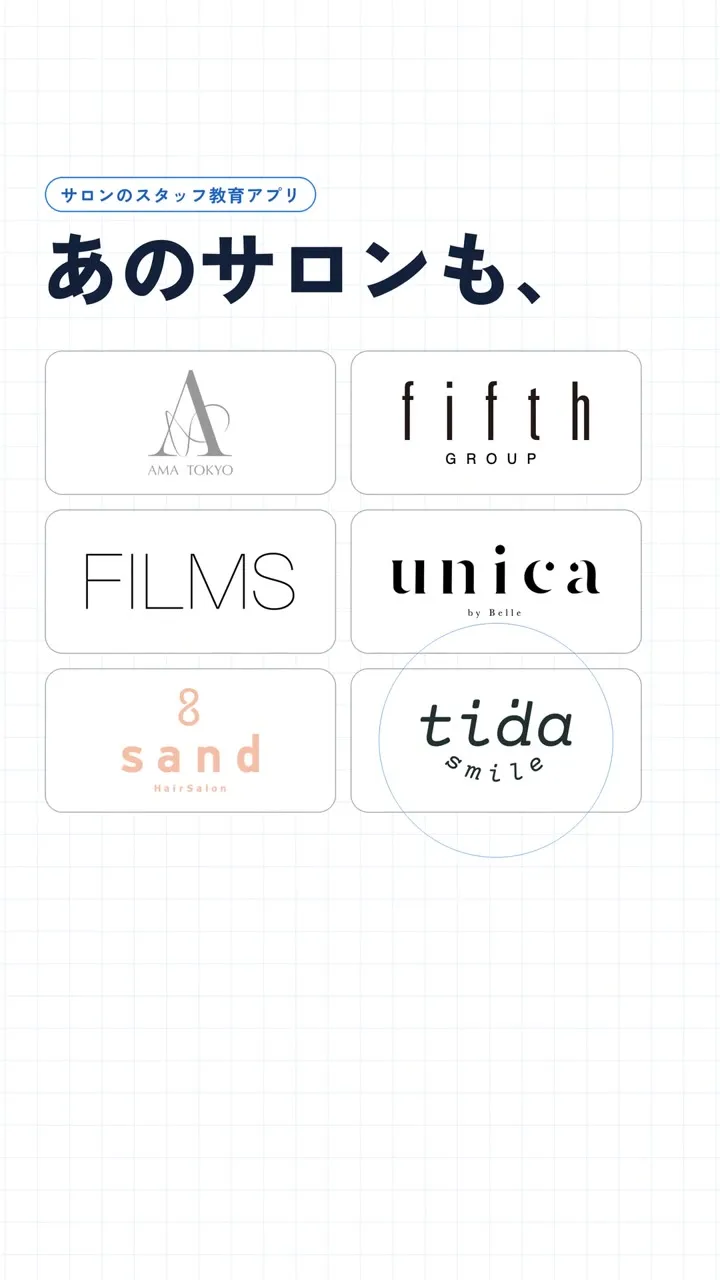 サロンのスタッフ教育アプリ
あのサロンも、
AMA TOKYO
fifth
GROUP
FILMS
unica
by Belle
sand
HairSalon
tida
smile